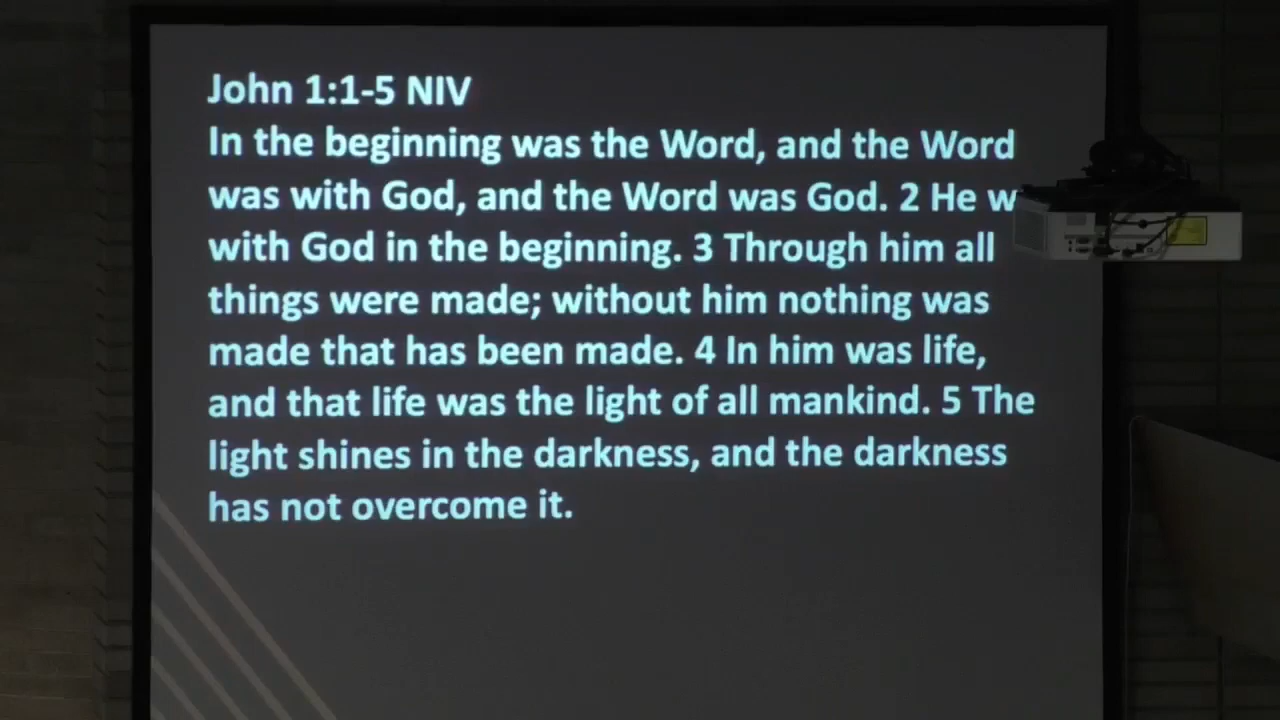 John 1:1-5 NIV
In the beginning was the Word, and the Word
was with God, and the Word was God. 2 He
with God in the beginning. 3 Through him all
things were made; without him nothing was
made that has been made. 4 In him was life,
and that life was the light of all mankind. 5 The
light shines in the darkness, and the darkness
has not overcome it.